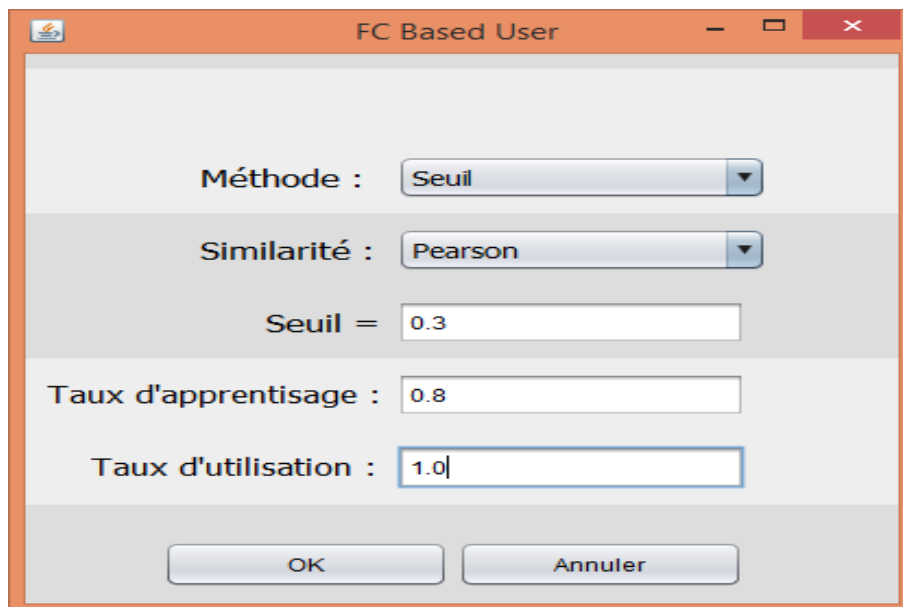 FC Based User
Méthode : Seuil
Similarité : Pearson
Seuil = 0.3
Taux d'apprentisage : 0.8
Taux d'utilisation : 1.0
OK Annuler